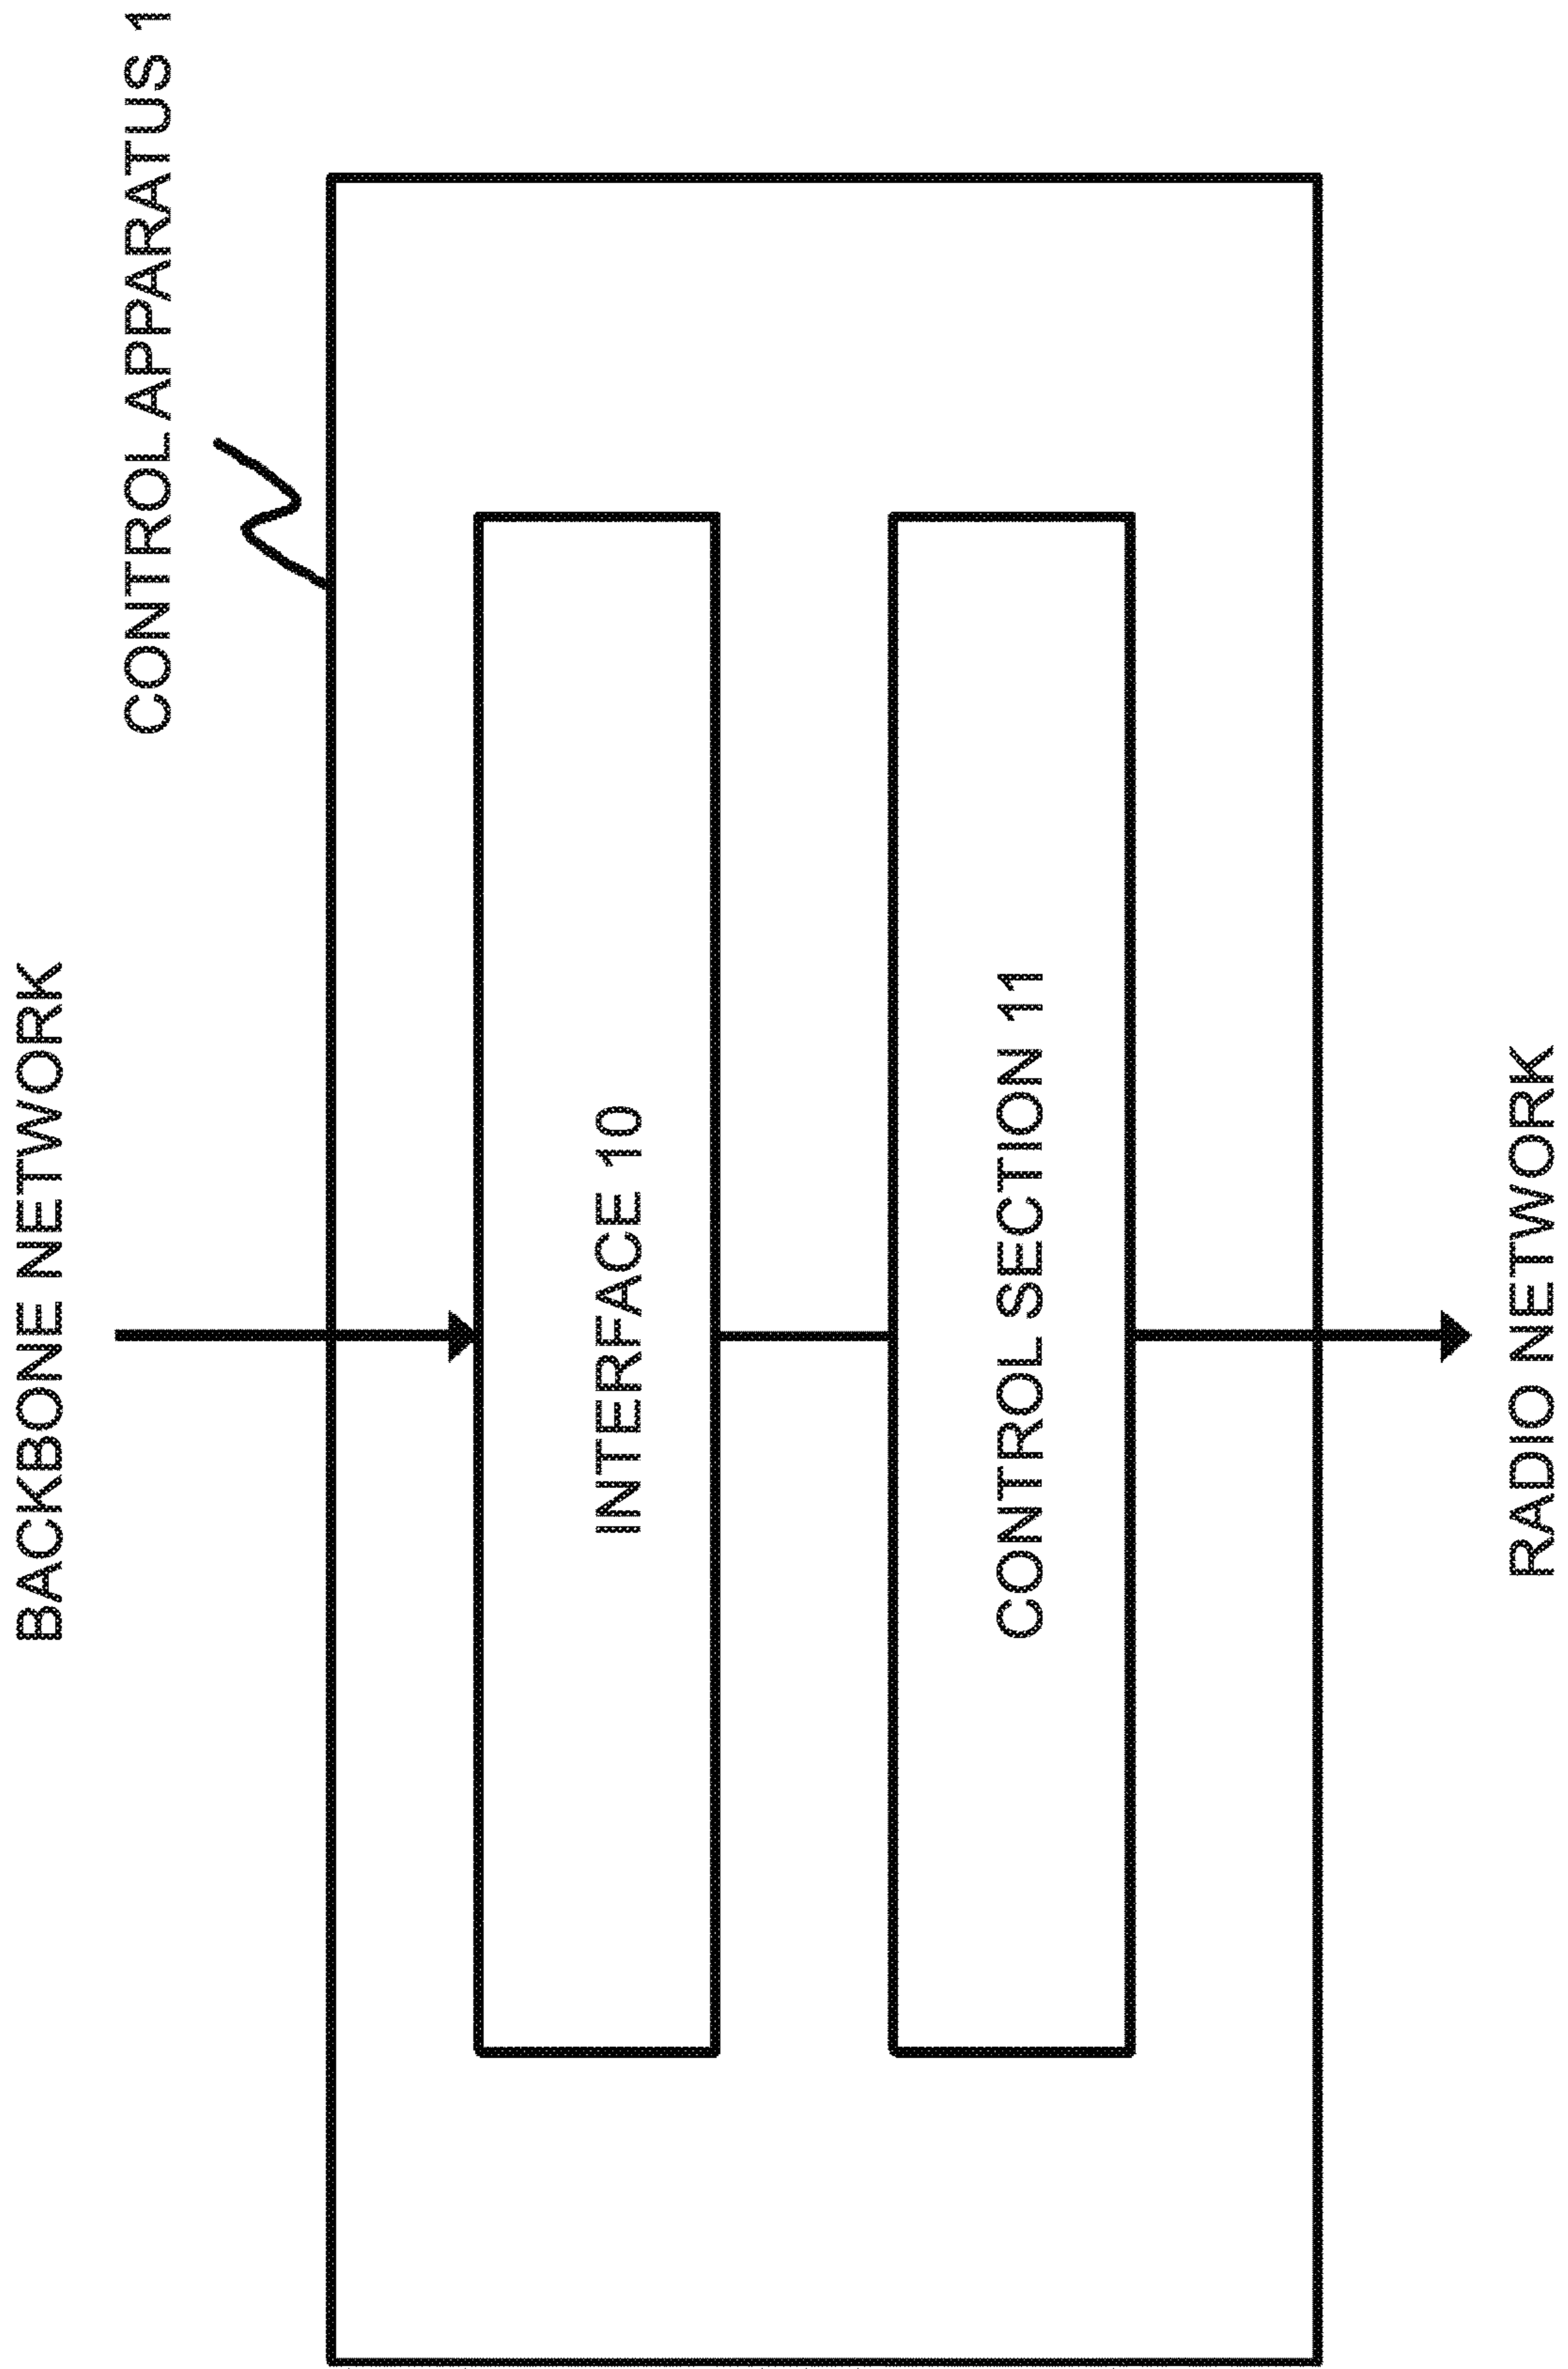 BACKBONE NETWORK
CONTROL APPARATUS 1
INTERFACE 10
CONTROL SECTION 11
RADIO NETWORK